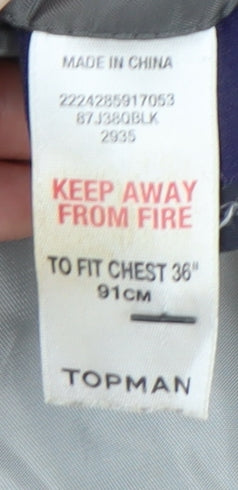 MADE IN CHINA
2224285917053
87J38QBLK
2935
KEEP AWAY
FROM FIRE
TO FIT CHEST 36"
91CM
TOPMAN